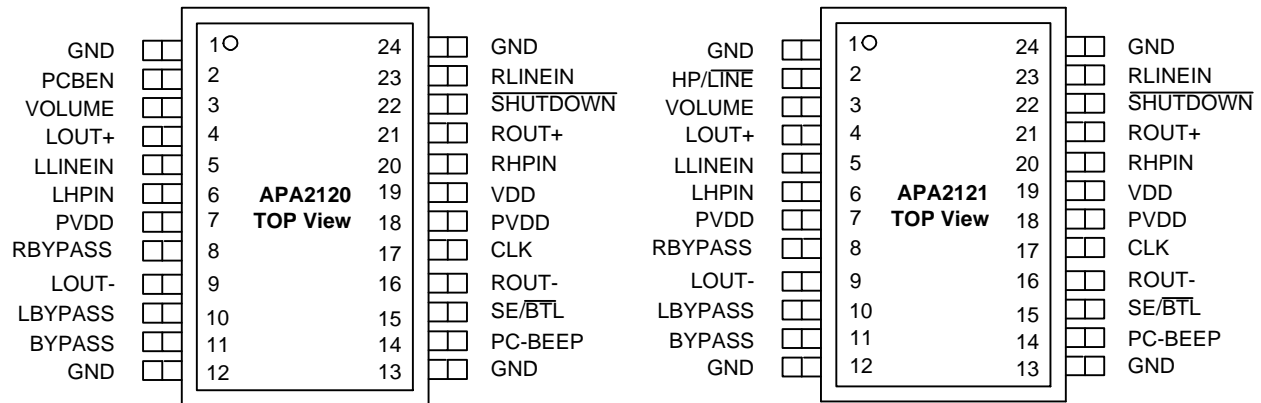 GND 1 24 GND
PCBEN 2 23 RLINEIN
VOLUME 3 22 SHUTDOWN
LOUT+ 4 21 ROUT+
LLINEIN 5 20 RHPIN
LHPIN 6 APA2120 19 VDD
PVDD 7 TOP View 18 PVDD
RBYPASS 8 17 CLK
LOUT- 9 16 ROUT-
LBYPASS 10 15 SE/BTL
BYPASS 11 14 PC-BEEP
GND 12 13 GND
GND 1 24 GND
HP/LINE 2 23 RLINEIN
VOLUME 3 22 SHUTDOWN
LOUT+ 4 21 ROUT+
LLINEIN 5 20 RHPIN
LHPIN 6 APA2121 19 VDD
PVDD 7 TOP View 18 PVDD
RBYPASS 8 17 CLK
LOUT- 9 16 ROUT-
LBYPASS 10 15 SE/BTL
BYPASS 11 14 PC-BEEP
GND 12 13 GND